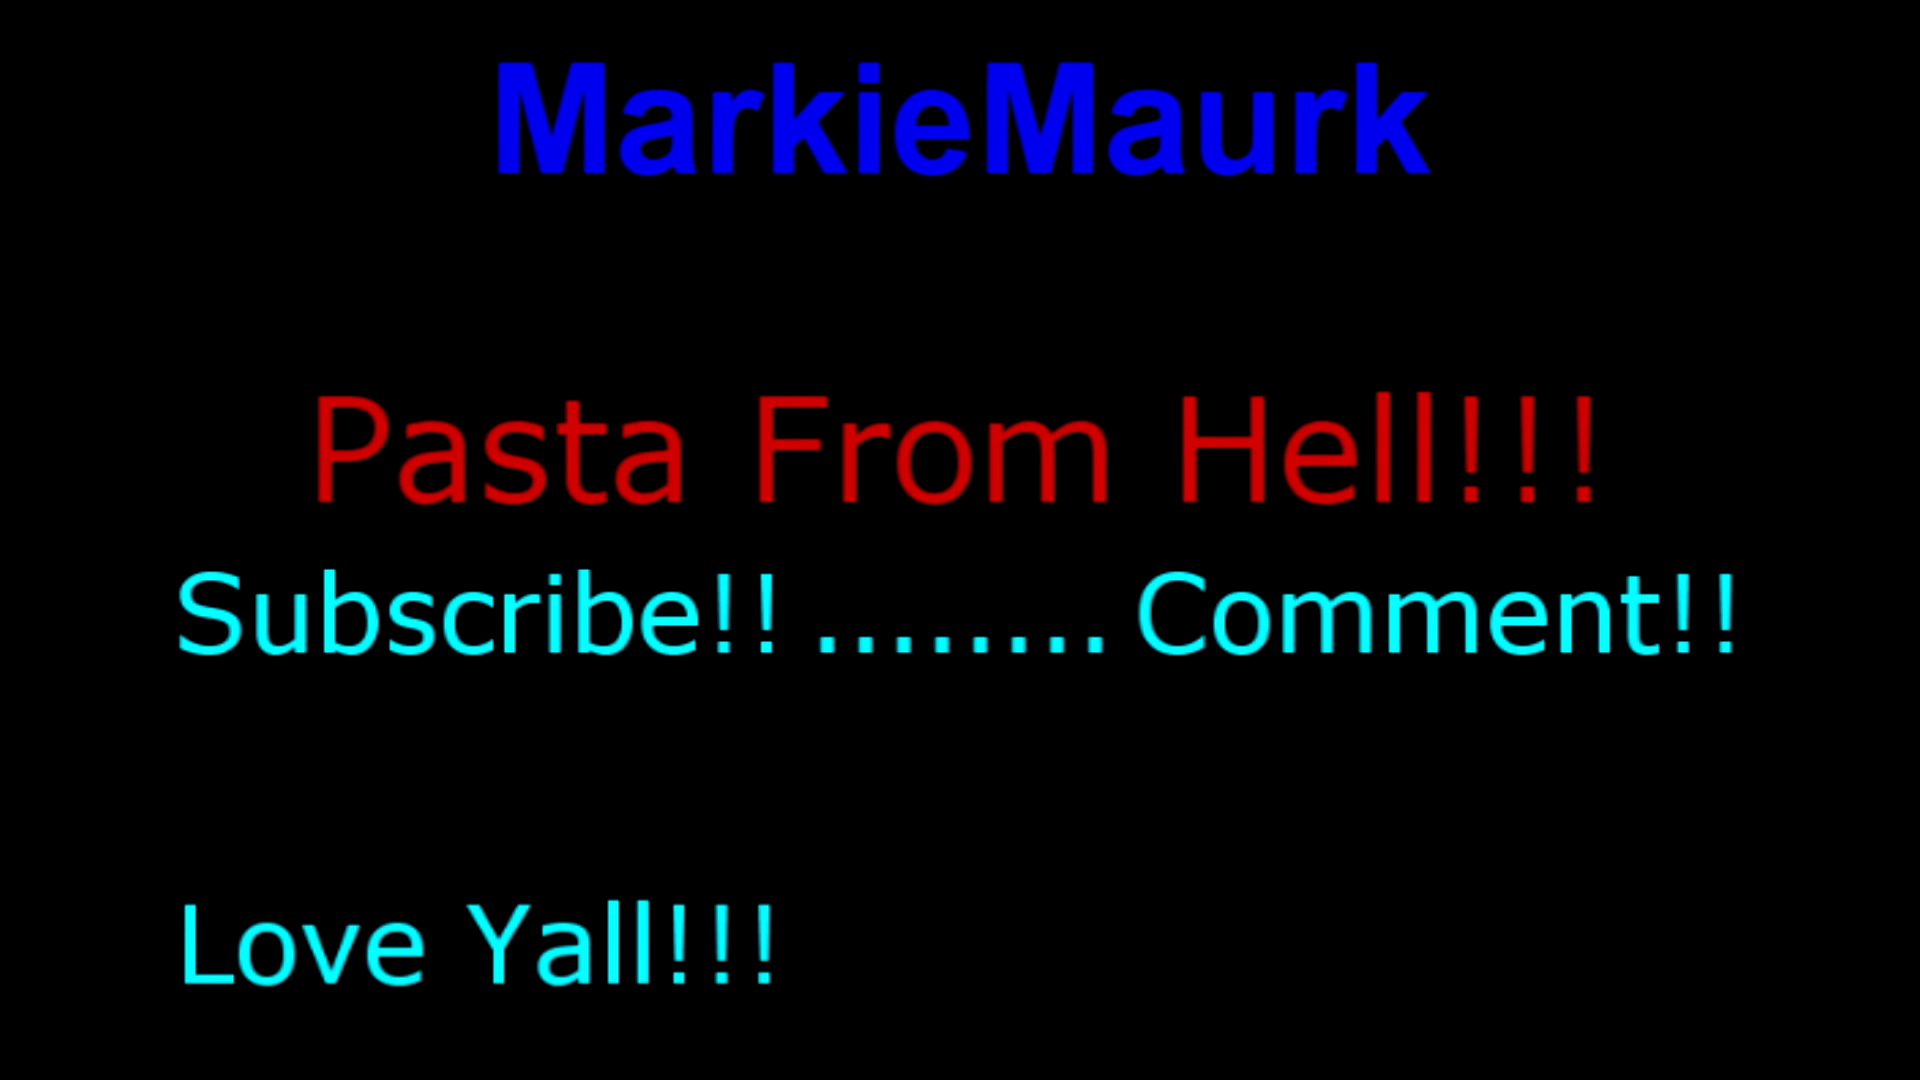 MarkieMaurk
Pasta From Hell!!!
Subscribe!! ........ Comment!!
Love Yall!!!